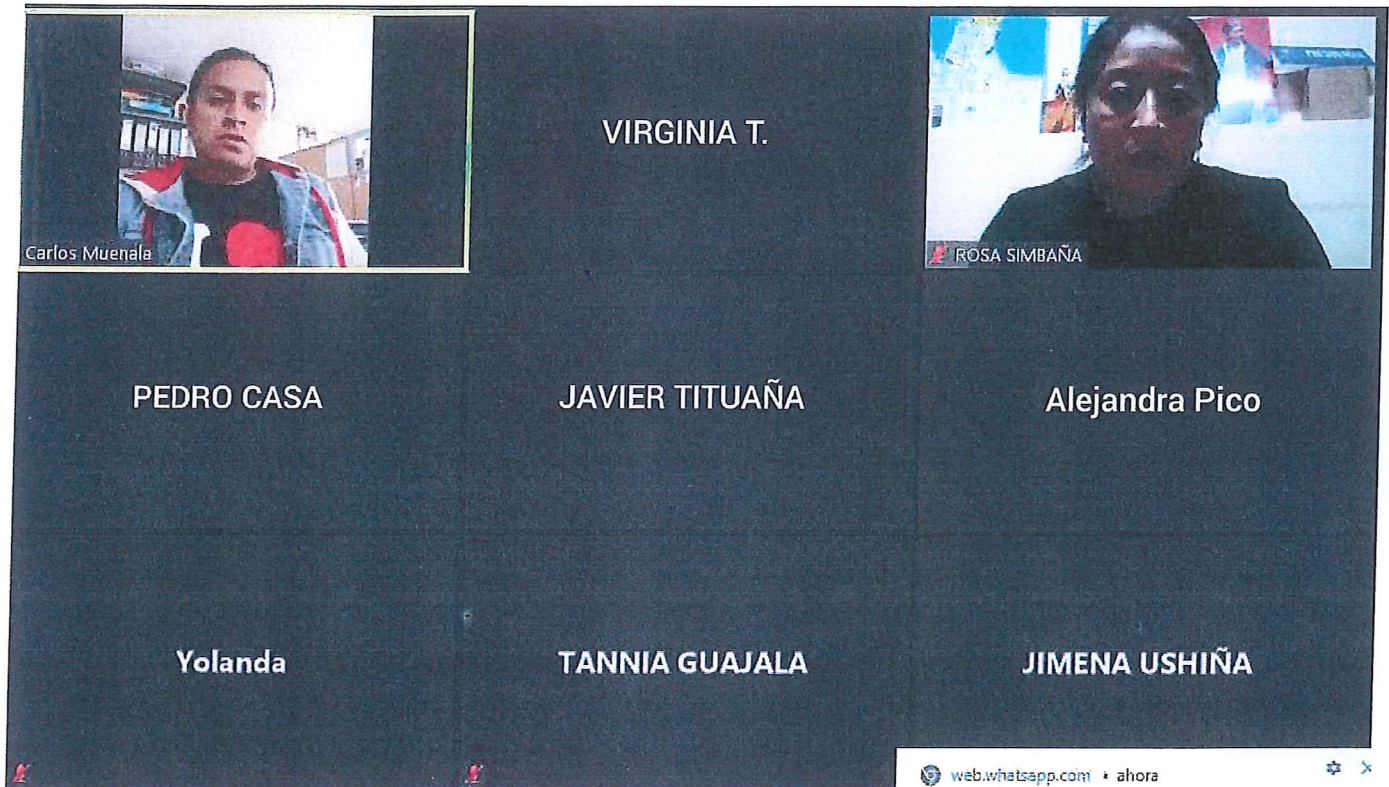 VIRGINIA T.
Carlos Muenala
ROSA SIMBAÑA
PEDRO CASA
JAVIER TITUAÑA
Alejandra Pico
Yolanda
TANNIA GUAJALA
JIMENA USHIÑA
web.whatsapp.com • ahora